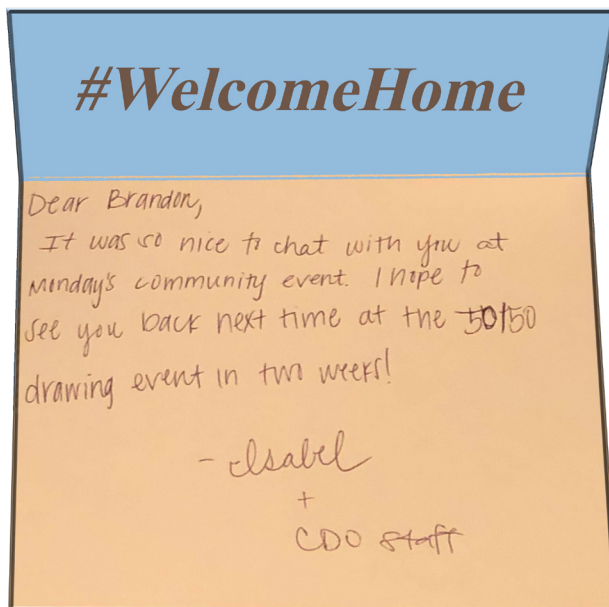 #WelcomeHome
Dear Brandon,
It was so nice to chat with you at
Monday's community event. I hope to
see you back next time at the 50/50
drawing event in two weeks!
- Isabel
+
CDO staff